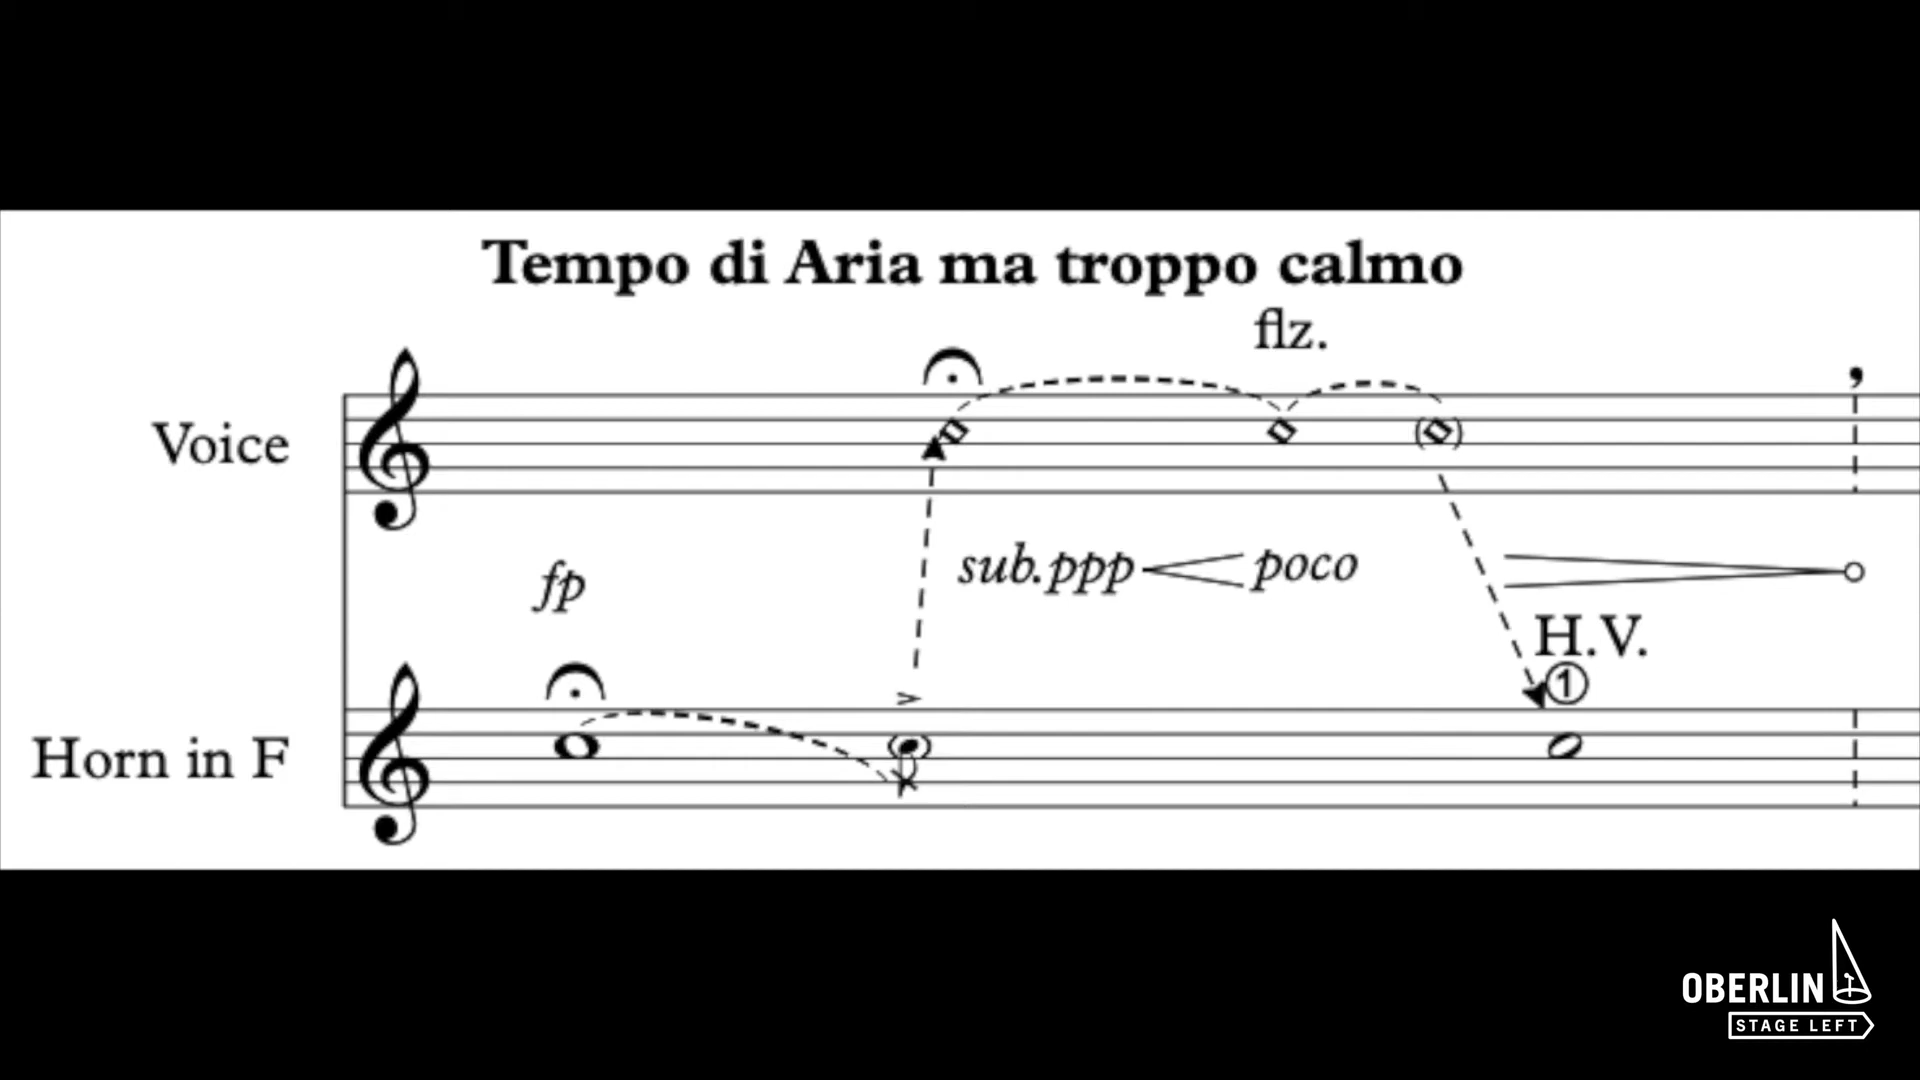 Tempo di Aria ma troppo calmo
flz.
Voice
fp
sub.ppp poco
H.V.
1
Horn in F
OBERLIN
STAGE LEFT